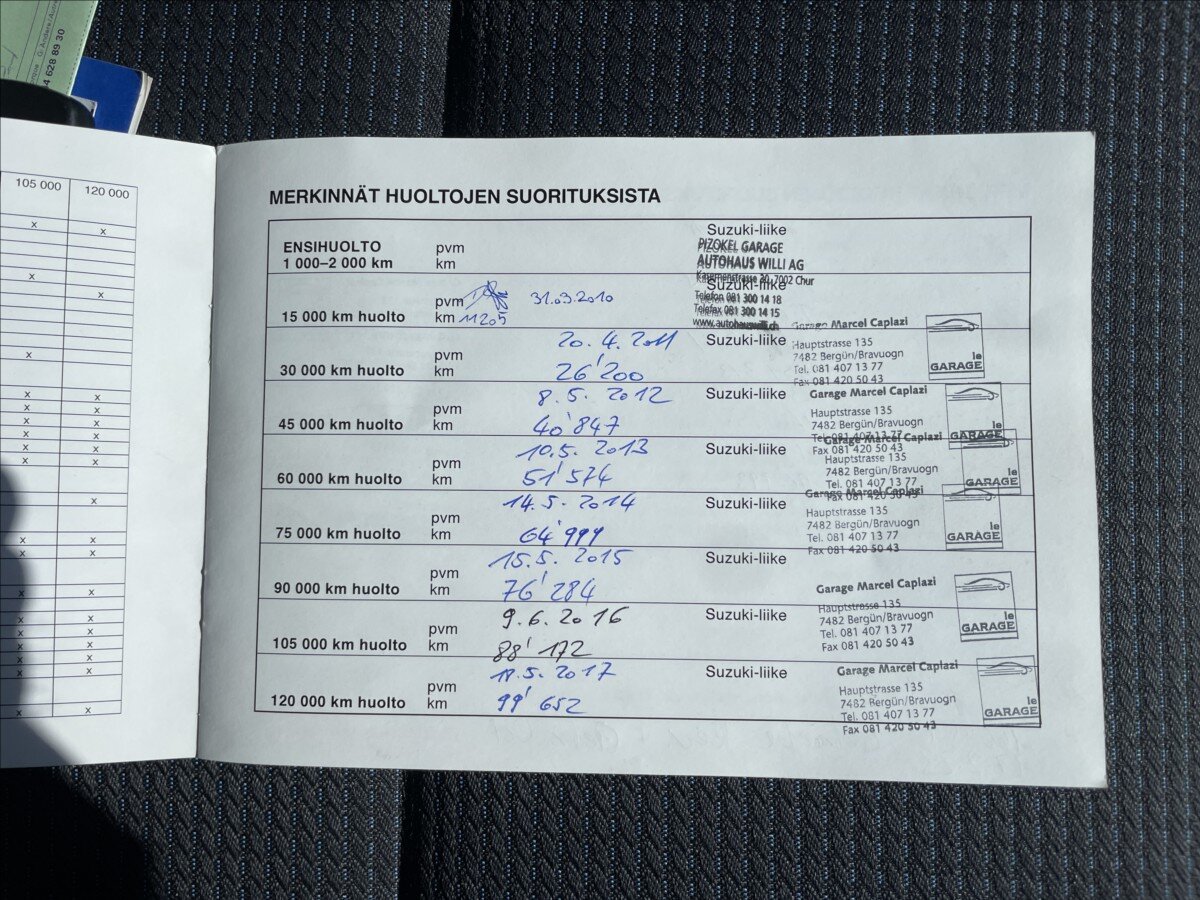 4 628 89 30
105 000 120 000
x x
x
x
x
x x
x x
x x
x x
x x
x x
x
x x
x x
x x
x x
x x
x x
x x
x x
x x
MERKINNÄT HUOLTOJEN SUORITUKSISTA
ENSIHUOLTO
1 000–2 000 km
pvm
km
Suzuki-liike
PIZOKEL GARAGE
AUTOHAUS WILLI AG
Kasernenstrasse 30, 7002 Chur
Telefon 081 300 14 18
Telefax 081 300 14 15
www.autohauswilli.ch
15 000 km huolto
pvm 31.03.2010
km 11205
Suzuki-liike
30 000 km huolto
pvm 20.4.2011
km 26'200
Suzuki-liike
Garage Marcel Caplazi
Hauptstrasse 135
7482 Bergün/Bravuogn
Tel. 081 407 13 77
Fax 081 420 50 43
le
GARAGE
45 000 km huolto
pvm 8.5.2012
km 40'847
Suzuki-liike
Garage Marcel Caplazi
Hauptstrasse 135
7482 Bergün/Bravuogn
Tel. 081 407 13 77
Fax 081 420 50 43
le
GARAGE
60 000 km huolto
pvm 10.5.2013
km 51'574
Suzuki-liike
Garage Marcel Caplazi
Hauptstrasse 135
7482 Bergün/Bravuogn
Tel. 081 407 13 77
Fax 081 420 50 43
le
GARAGE
75 000 km huolto
pvm 14.5.2014
km 64'999
Suzuki-liike
Garage Marcel Caplazi
Hauptstrasse 135
7482 Bergün/Bravuogn
Tel. 081 407 13 77
Fax 081 420 50 43
le
GARAGE
90 000 km huolto
pvm 15.5.2015
km 76'284
Suzuki-liike
Garage Marcel Caplazi
Hauptstrasse 135
7482 Bergün/Bravuogn
Tel. 081 407 13 77
Fax 081 420 50 43
le
GARAGE
105 000 km huolto
pvm 9.6.2016
km 88'172
Suzuki-liike
Garage Marcel Caplazi
Hauptstrasse 135
7482 Bergün/Bravuogn
Tel. 081 407 13 77
Fax 081 420 50 43
le
GARAGE
120 000 km huolto
pvm 5.2017
km 99'652
Suzuki-liike